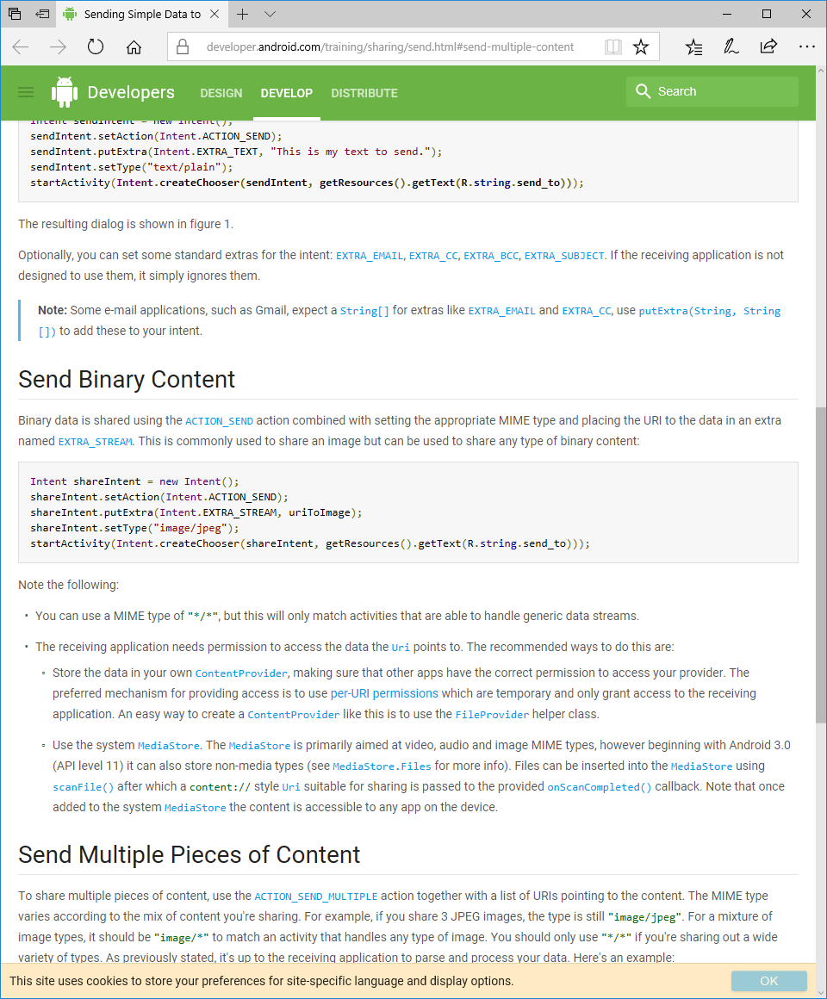 Sending Simple Data to
developer.android.com/training/sharing/send.html#send-multiple-content
Developers DESIGN DEVELOP DISTRIBUTE Search
Intent sendIntent = new Intent();
sendIntent.setAction(Intent.ACTION_SEND);
sendIntent.putExtra(Intent.EXTRA_TEXT, "This is my text to send.");
sendIntent.setType("text/plain");
startActivity(Intent.createChooser(sendIntent, getResources().getText(R.string.send_to)));
The resulting dialog is shown in figure 1.
Optionally, you can set some standard extras for the intent: EXTRA_EMAIL, EXTRA_CC, EXTRA_BCC, EXTRA_SUBJECT. If the receiving application is not
designed to use them, it simply ignores them.
Note: Some e-mail applications, such as Gmail, expect a String[] for extras like EXTRA_EMAIL and EXTRA_CC, use putExtra(String, String
[]) to add these to your intent.
Send Binary Content
Binary data is shared using the ACTION_SEND action combined with setting the appropriate MIME type and placing the URI to the data in an extra
named EXTRA_STREAM. This is commonly used to share an image but can be used to share any type of binary content:
Intent shareIntent = new Intent();
shareIntent.setAction(Intent.ACTION_SEND);
shareIntent.putExtra(Intent.EXTRA_STREAM, uriToImage);
shareIntent.setType("image/jpeg");
startActivity(Intent.createChooser(shareIntent, getResources().getText(R.string.send_to)));
Note the following:
• You can use a MIME type of "*/*", but this will only match activities that are able to handle generic data streams.
• The receiving application needs permission to access the data the Uri points to. The recommended ways to do this are:
◦ Store the data in your own ContentProvider, making sure that other apps have the correct permission to access your provider. The
preferred mechanism for providing access is to use per-URI permissions which are temporary and only grant access to the receiving
application. An easy way to create a ContentProvider like this is to use the FileProvider helper class.
◦ Use the system MediaStore. The MediaStore is primarily aimed at video, audio and image MIME types, however beginning with Android 3.0
(API level 11) it can also store non-media types (see MediaStore.Files for more info). Files can be inserted into the MediaStore using
scanFile() after which a content:// style Uri suitable for sharing is passed to the provided onScanCompleted() callback. Note that once
added to the system MediaStore the content is accessible to any app on the device.
Send Multiple Pieces of Content
To share multiple pieces of content, use the ACTION_SEND_MULTIPLE action together with a list of URIs pointing to the content. The MIME type
varies according to the mix of content you're sharing. For example, if you share 3 JPEG images, the type is still "image/jpeg". For a mixture of
image types, it should be "image/*" to match an activity that handles any type of image. You should only use "*/*" if you're sharing out a wide
variety of types. As previously stated, it's up to the receiving application to parse and process your data. Here's an example:
This site uses cookies to store your preferences for site-specific language and display options. OK